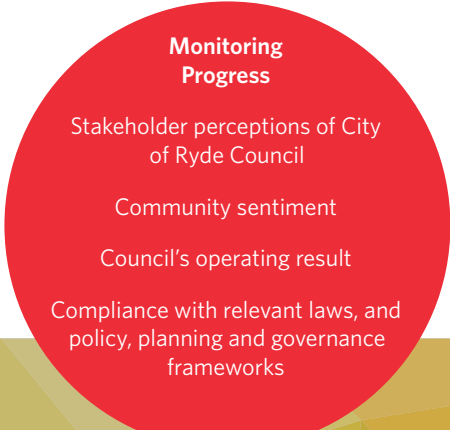 Monitoring
Progress
Stakeholder perceptions of City
of Ryde Council
Community sentiment
Council’s operating result
Compliance with relevant laws, and
policy, planning and governance
frameworks